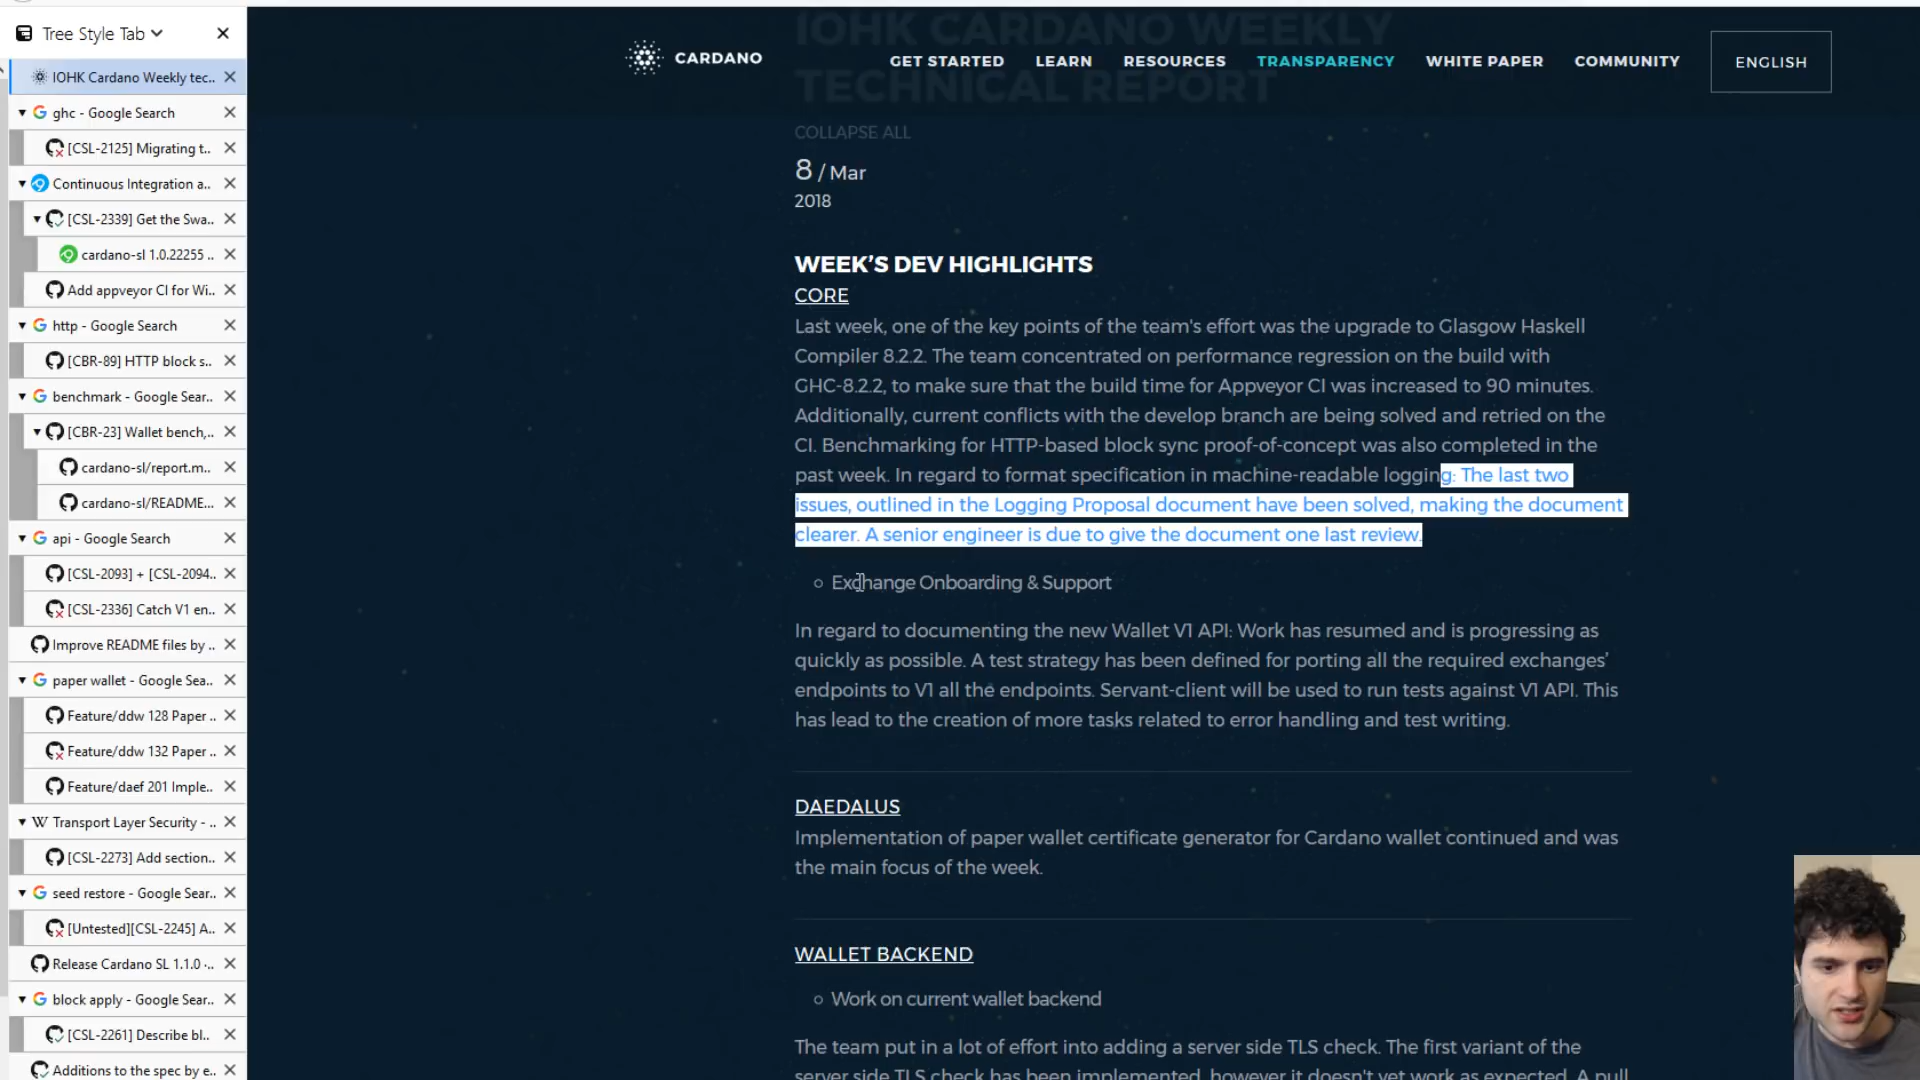 Tree Style Tab
IOHK Cardano Weekly tec..
ghc - Google Search
[CSL-2125] Migrating t..
Continuous Integration a..
[CSL-2339] Get the Swa..
cardano-sl 1.0.22255 ..
Add appveyor CI for Wi..
http - Google Search
[CBR-89] HTTP block s..
benchmark - Google Sear..
[CBR-23] Wallet bench,..
cardano-sl/report.m..
cardano-sl/README...
api - Google Search
[CSL-2093] + [CSL-2094..
[CSL-2336] Catch V1 en..
Improve README files by ..
paper wallet - Google Sea..
Feature/ddw 128 Paper ..
Feature/ddw 132 Paper ..
Feature/daef 201 Imple..
Transport Layer Security - ..
[CSL-2273] Add section..
seed restore - Google Sear..
[Untested][CSL-2245] A..
Release Cardano SL 1.1.0 ·..
block apply - Google Sear..
[CSL-2261] Describe bl..
Additions to the spec by e..
IOHK CARDANO WEEKLY
TECHNICAL REPORT
CARDANO
GET STARTED
LEARN
RESOURCES
TRANSPARENCY
WHITE PAPER
COMMUNITY
ENGLISH
COLLAPSE ALL
8 / Mar
2018
WEEK’S DEV HIGHLIGHTS
CORE
Last week, one of the key points of the team's effort was the upgrade to Glasgow Haskell
Compiler 8.2.2. The team concentrated on performance regression on the build with
GHC-8.2.2, to make sure that the build time for Appveyor CI was increased to 90 minutes.
Additionally, current conflicts with the develop branch are being solved and retried on the
CI. Benchmarking for HTTP-based block sync proof-of-concept was also completed in the
past week. In regard to format specification in machine-readable logging: The last two
issues, outlined in the Logging Proposal document have been solved, making the document
clearer. A senior engineer is due to give the document one last review.
Exchange Onboarding & Support
In regard to documenting the new Wallet V1 API: Work has resumed and is progressing as
quickly as possible. A test strategy has been defined for porting all the required exchanges’
endpoints to V1 all the endpoints. Servant-client will be used to run tests against V1 API. This
has lead to the creation of more tasks related to error handling and test writing.
DAEDALUS
Implementation of paper wallet certificate generator for Cardano wallet continued and was
the main focus of the week.
WALLET BACKEND
Work on current wallet backend
The team put in a lot of effort into adding a server side TLS check. The first variant of the
server side TLS check has been implemented, however it doesn't yet work as expected. A pull